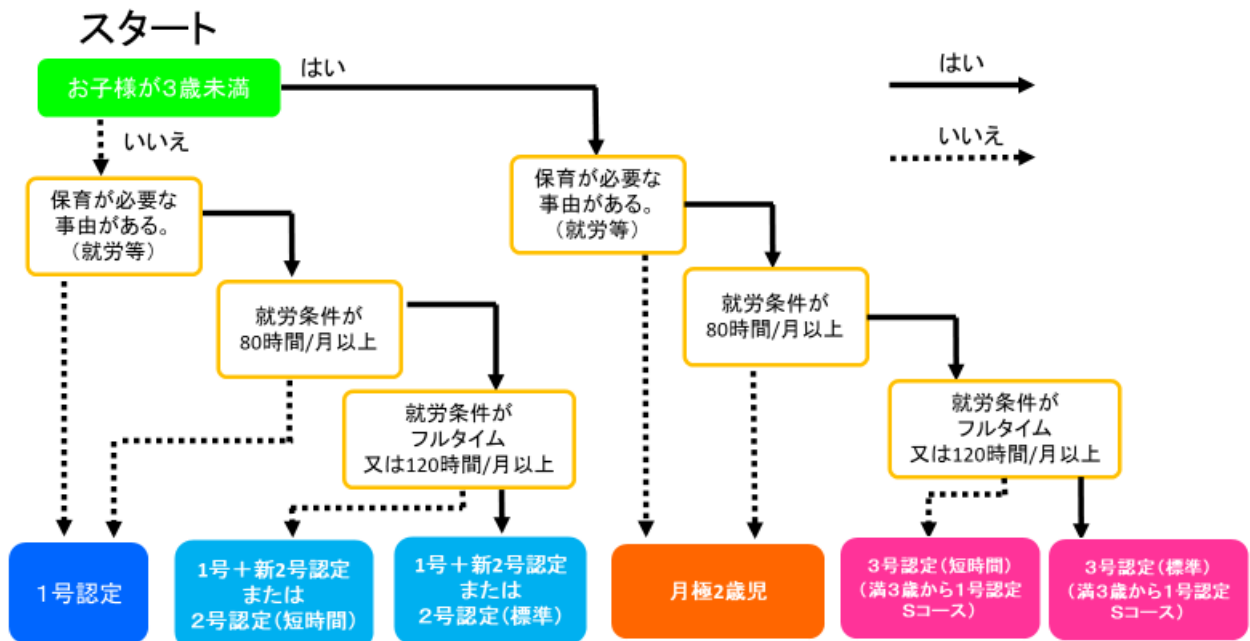 スタート
お子様が3歳未満
はい
いいえ
はい
いいえ
保育が必要な
事由がある。
（就労等）
就労条件が
80時間/月以上
就労条件が
フルタイム
又は120時間/月以上
保育が必要な
事由がある。
（就労等）
就労条件が
80時間/月以上
就労条件が
フルタイム
又は120時間/月以上
1号認定
1号＋新2号認定
または
2号認定（短時間）
1号＋新2号認定
または
2号認定（標準）
月極2歳児
3号認定（短時間）
（満3歳から1号認定
Sコース）
3号認定（標準）
（満3歳から1号認定
Sコース）